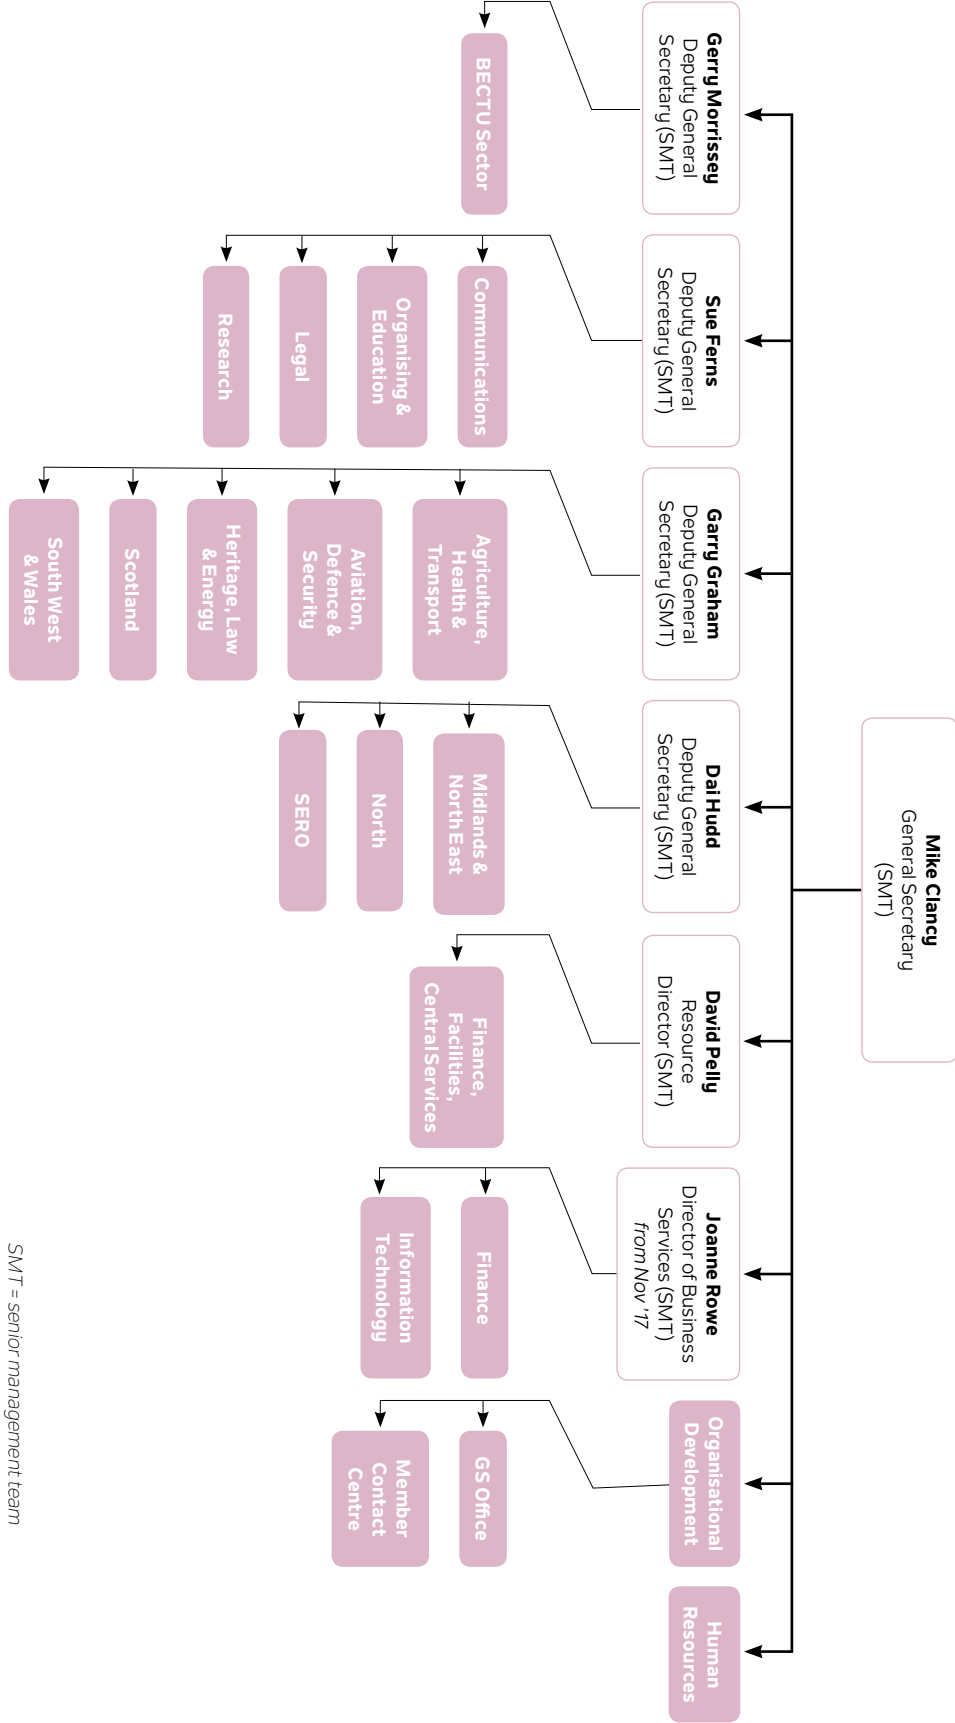 Mike Clancy
General Secretary
(SMT)
Gerry Morrissey
Deputy General
Secretary (SMT)
BECTU Sector
Sue Ferns
Deputy General
Secretary (SMT)
Communications
Organising &
Education
Legal
Research
Garry Graham
Deputy General
Secretary (SMT)
Agriculture,
Health &
Transport
Aviation,
Defence &
Security
Heritage, Law
& Energy
Scotland
South West
& Wales
Dai Hudd
Deputy General
Secretary (SMT)
Midlands &
North East
North
SERO
David Pelly
Resource
Director (SMT)
Finance,
Facilities,
Central Services
Joanne Rowe
Director of Business
Services (SMT)
from Nov '17
Finance
Information
Technology
Organisational
Development
GS Office
Member
Contact
Centre
Human
Resources
SMT = senior management team